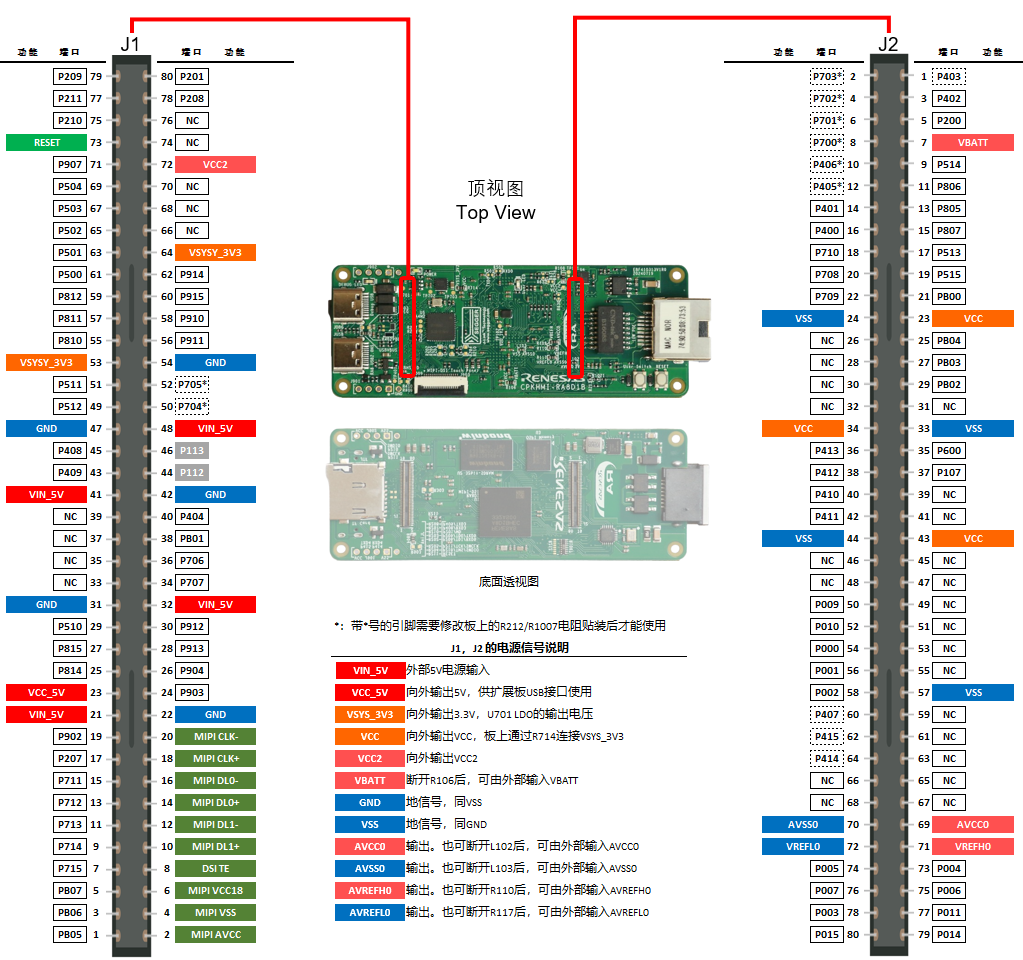 J1
J2
功能 端口 端口 功能
功能 端口 端口 功能
P209 79 80 P201
P211 77 78 P208
P210 75 76 NC
RESET 73 74 NC
P907 71 72 VCC2
P504 69 70 NC
P503 67 68 NC
P502 65 66 NC
P501 63 64 VSYSY_3V3
P500 61 62 P914
P812 59 60 P915
P811 57 58 P910
P810 55 56 P911
VSYSY_3V3 53 54 GND
P511 51 52 P705*
P512 49 50 P704*
GND 47 48 VIN_5V
P408 45 46 P113
P409 43 44 P112
VIN_5V 41 42 GND
NC 39 40 P404
NC 37 38 PB01
NC 35 36 P706
NC 33 34 P707
GND 31 32 VIN_5V
P510 29 30 P912
P815 27 28 P913
P814 25 26 P904
VCC_5V 23 24 P903
VIN_5V 21 22 GND
P902 19 20 MIPI CLK-
P207 17 18 MIPI CLK+
P711 15 16 MIPI DL0-
P712 13 14 MIPI DL0+
P713 11 12 MIPI DL1-
P714 9 10 MIPI DL1+
P715 7 8 DSI TE
PB07 5 6 MIPI VCC18
PB06 3 4 MIPI VSS
PB05 1 2 MIPI AVCC
顶视图
Top View
RENESAS
CPKHMI-RA8D1B
底面透视图
*：带*号的引脚需要修改板上的R212/R1007电阻贴装后才能使用
J1，J2 的电源信号说明
VIN_5V 外部5V电源输入
VCC_5V 向外输出5V，供扩展板USB接口使用
VSYS_3V3 向外输出3.3V，U701 LDO的输出电压
VCC 向外输出VCC，板上通过R714连接VSYS_3V3
VCC2 向外输出VCC2
VBATT 断开R106后，可由外部输入VBATT
GND 地信号，同VSS
VSS 地信号，同GND
AVCC0 输出。也可断开L102后，可由外部输入AVCC0
AVSS0 输出。也可断开L103后，可由外部输入AVSS0
AVREFH0 输出。也可断开R110后，可由外部输入AVREFH0
AVREFL0 输出。也可断开R117后，可由外部输入AVREFL0
P703* 2 1 P403
P702* 4 3 P402
P701* 6 5 P200
P700* 8 7 VBATT
P406* 10 9 P514
P405* 12 11 P806
P401 14 13 P805
P400 16 15 P807
P710 18 17 P513
P708 20 19 P515
P709 22 21 PB00
VSS 24 23 VCC
NC 26 25 PB04
NC 28 27 PB03
NC 30 29 PB02
NC 32 31 NC
VCC 34 33 VSS
P413 36 35 P600
P412 38 37 P107
P410 40 39 NC
P411 42 41 NC
VSS 44 43 VCC
NC 46 45 NC
NC 48 47 NC
P009 50 49 NC
P010 52 51 NC
P000 54 53 NC
P001 56 55 NC
P002 58 57 VSS
P407 60 59 NC
P415 62 61 NC
P414 64 63 NC
NC 66 65 NC
NC 68 67 NC
AVSS0 70 69 AVCC0
VREFL0 72 71 VREFH0
P005 74 73 P004
P007 76 75 P006
P003 78 77 P011
P015 80 79 P014